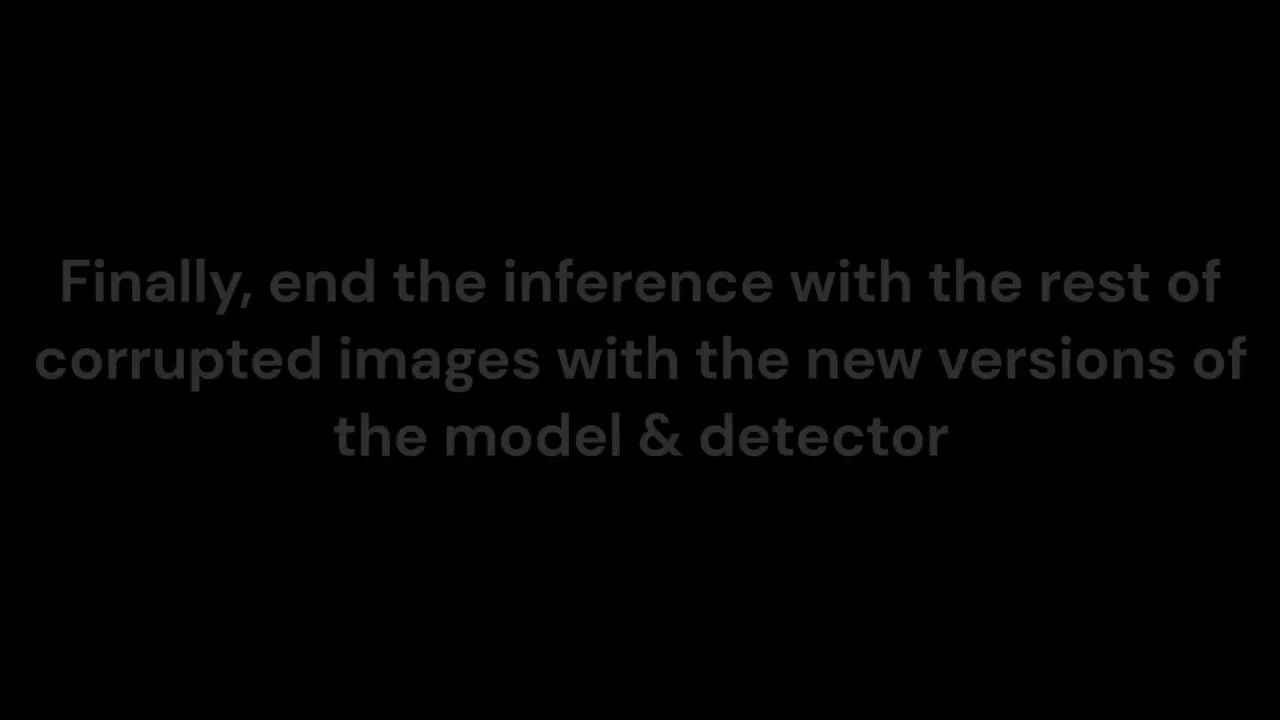 Finally, end the inference with the rest of
corrupted images with the new versions of
the model & detector